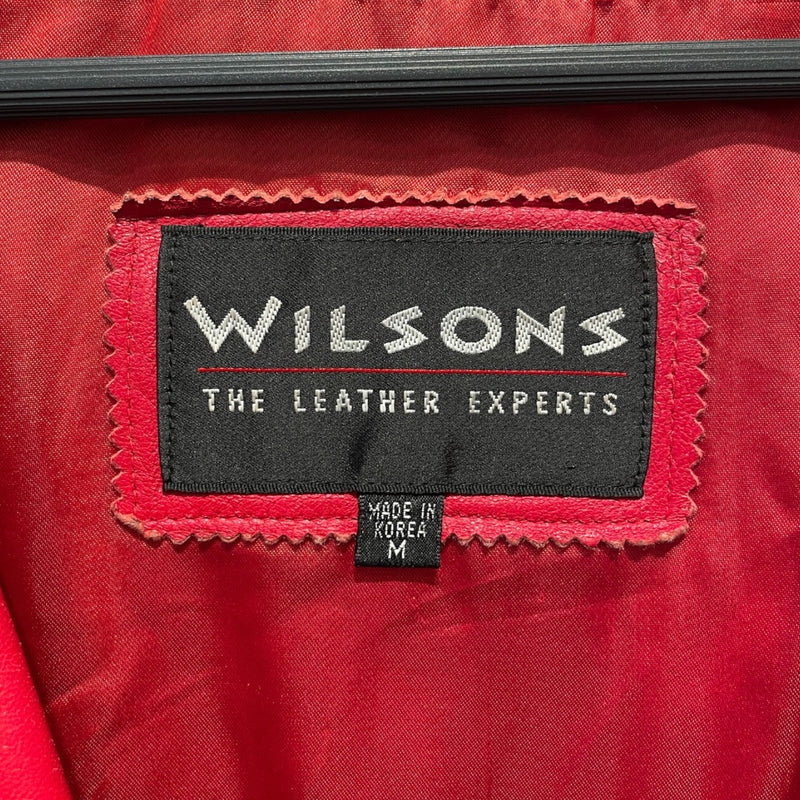 WILSONS
THE LEATHER EXPERTS
MADE IN
KOREA
M